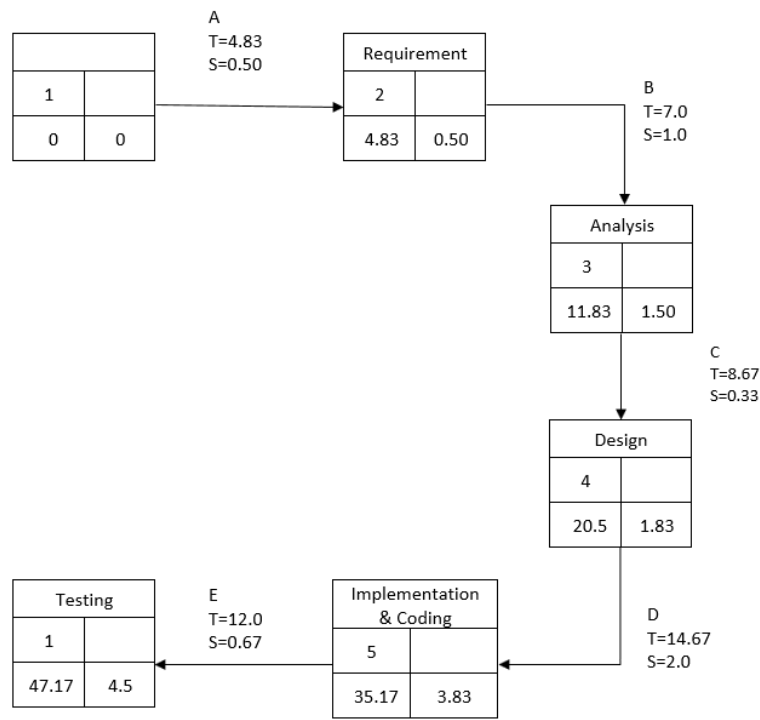 A
T=4.83
S=0.50
1
0 0
Requirement
2
4.83 0.50
B
T=7.0
S=1.0
Analysis
3
11.83 1.50
C
T=8.67
S=0.33
Design
4
20.5 1.83
D
T=14.67
S=2.0
Implementation
& Coding
5
35.17 3.83
E
T=12.0
S=0.67
Testing
1
47.17 4.5